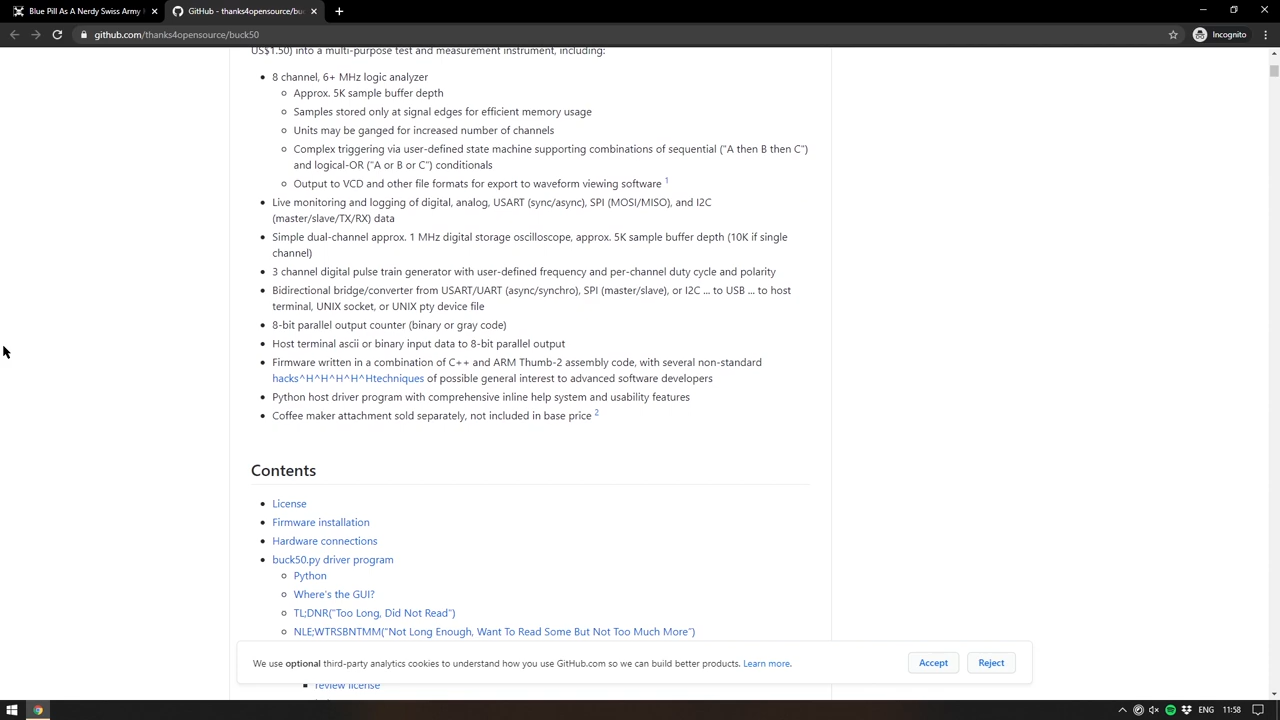 Blue Pill As A Nerdy Swiss Army
GitHub - thanks4opensource/buc
github.com/thanks4opensource/buck50
Incognito
US$1.50) into a multi-purpose test and measurement instrument, including:
8 channel, 6+ MHz logic analyzer
Approx. 5K sample buffer depth
Samples stored only at signal edges for efficient memory usage
Units may be ganged for increased number of channels
Complex triggering via user-defined state machine supporting combinations of sequential ("A then B then C")
and logical-OR ("A or B or C") conditionals
Output to VCD and other file formats for export to waveform viewing software 1
Live monitoring and logging of digital, analog, USART (sync/async), SPI (MOSI/MISO), and I2C
(master/slave/TX/RX) data
Simple dual-channel approx. 1 MHz digital storage oscilloscope, approx. 5K sample buffer depth (10K if single
channel)
3 channel digital pulse train generator with user-defined frequency and per-channel duty cycle and polarity
Bidirectional bridge/converter from USART/UART (async/synchro), SPI (master/slave), or I2C ... to USB ... to host
terminal, UNIX socket, or UNIX pty device file
8-bit parallel output counter (binary or gray code)
Host terminal ascii or binary input data to 8-bit parallel output
Firmware written in a combination of C++ and ARM Thumb-2 assembly code, with several non-standard
hacks^H^H^H^H^Htechniques of possible general interest to advanced software developers
Python host driver program with comprehensive inline help system and usability features
Coffee maker attachment sold separately, not included in base price 2
Contents
License
Firmware installation
Hardware connections
buck50.py driver program
Python
Where's the GUI?
TL;DNR("Too Long, Did Not Read")
NLE;WTRSBNTMM("Not Long Enough, Want To Read Some But Not Too Much More")
We use optional third-party analytics cookies to understand how you use GitHub.com so we can build better products. Learn more.
Accept
Reject
review license
ENG
11:58